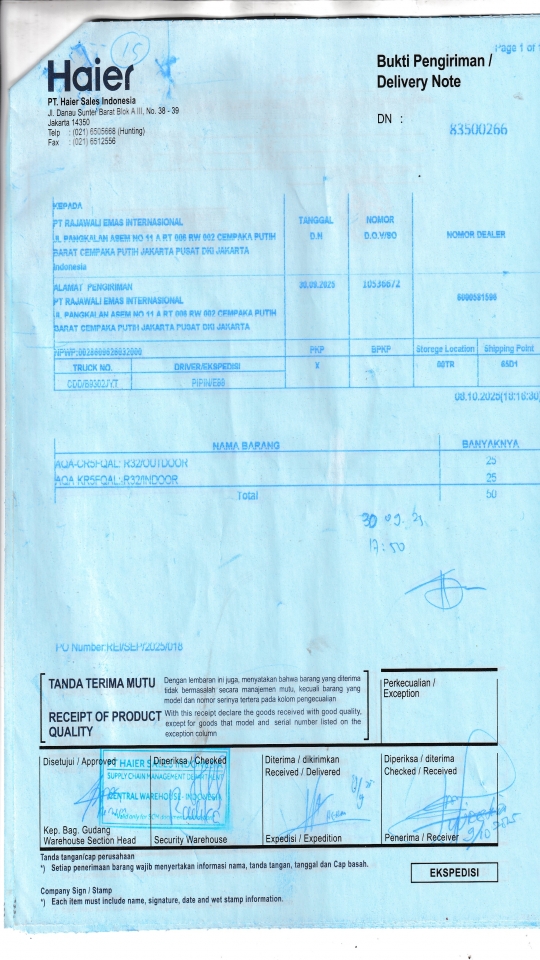 15
Page 1 of 1
Haier
Bukti Pengiriman /
Delivery Note
PT. Haier Sales Indonesia
Jl. Danau Sunter Barat Blok A III, No. 38 - 39
Jakarta 14350
Telp : (021) 6505668 (Hunting)
Fax : (021) 6512556
DN :
83500266
KEPADA
PT RAJAWALI EMAS INTERNASIONAL
JL PANGKALAN ASEM NO 11 A RT 006 RW 002 CEMPAKA PUTIH
BARAT CEMPAKA PUTIH JAKARTA PUSAT DKI JAKARTA
Indonesia
TANGGAL
D.N
NOMOR
D.O.Y/SO
NOMOR DEALER
ALAMAT PENGIRIMAN
PT RAJAWALI EMAS INTERNASIONAL
JL PANGKALAN ASEM NO 11 A RT 006 RW 002 CEMPAKA PUTIH
BARAT CEMPAKA PUTIH JAKARTA PUSAT DKI JAKARTA
30.09.2025
10536672
PKP
BPKP
Storege Location
Shipping Point
TRUCK NO.
DRIVER/EKSPEDISI
X
65D1
08.10.2025(16:16:30)
NAMA BARANG
BANYAKNYA
AQA-CR5FQAL: R32/OUTDOOR
25
AQA KR5FQAL: R32/INDOOR
25
Total
50
17:50
PO Number:REI/SEP/2025/018
TANDA TERIMA MUTU
Dengan lembaran ini juga, menyatakan bahwa barang yang diterima
tidak bermasalah secara manajemen mutu, kecuali barang yang
model dan nomor serinya tertera pada kolom pengecualian
RECEIPT OF PRODUCT
QUALITY
With this receipt declare the goods received with good quality,
except for goods that model and serial number listed on the
exception column
Perkecualian /
Exception
Disetujui / Approved
Diperiksa / Checked
Diterima / dikirimkan
Received / Delivered
Diperiksa / diterima
Checked / Received
HAIER SALES INDONESIA
SUPPLY CHAIN MANAGEMENT DEPARTMENT
CENTRAL WAREHOUSE - INDONESIA
Kep. Bag. Gudang
Warehouse Section Head
Security Warehouse
Expedisi / Expedition
Penerima / Receiver
9/10 2025
Tanda tangan/cap perusahaan
*) Setiap penerimaan barang wajib menyertakan informasi nama, tanda tangan, tanggal dan Cap basah.
EKSPEDISI
Company Sign / Stamp
*) Each item must include name, signature, date and wet stamp information.